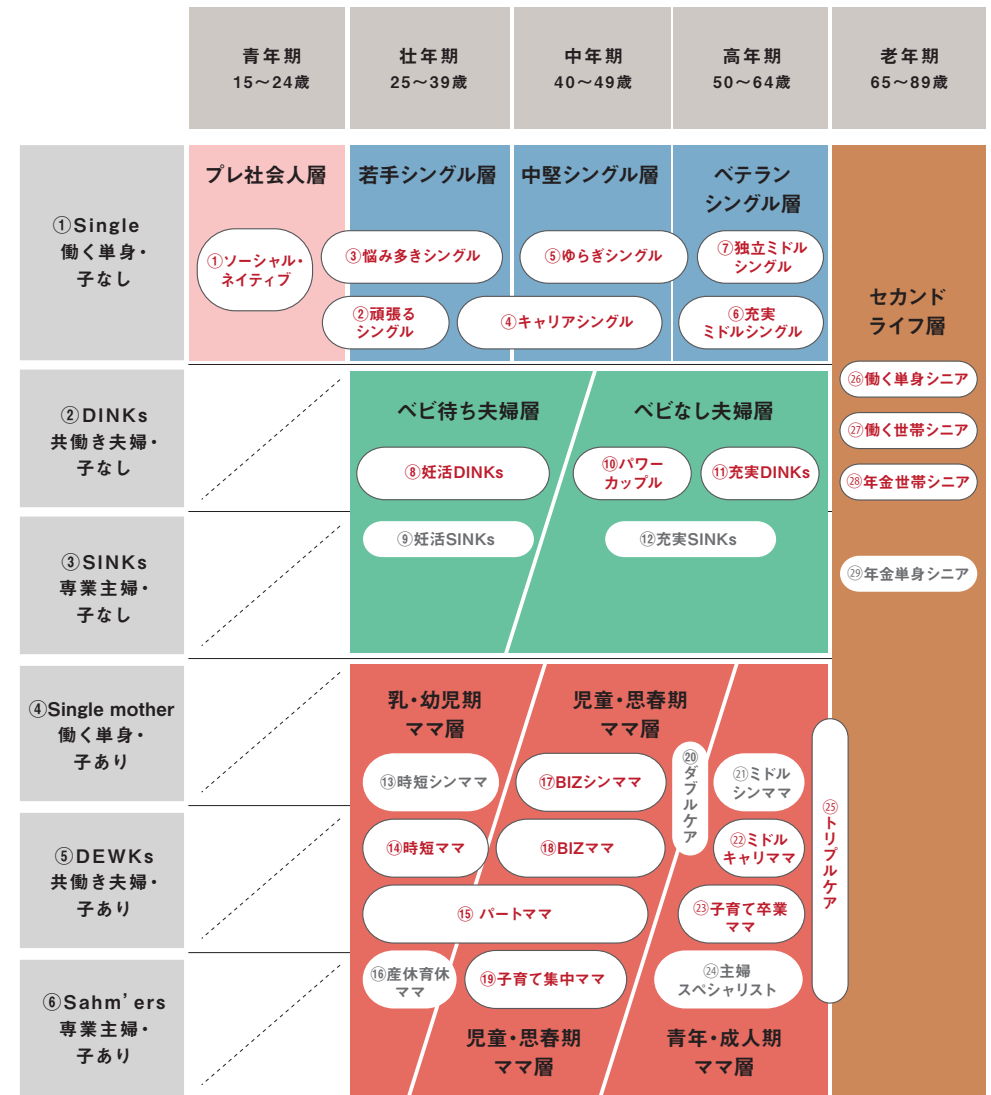 青年期
15〜24歳
壮年期
25〜39歳
中年期
40〜49歳
高年期
50〜64歳
老年期
65〜89歳
①Single
働く単身・
子なし
プレ社会人層
①ソーシャル・
ネイティブ
若手シングル層
③悩み多きシングル
②頑張る
シングル
中堅シングル層
⑤ゆらぎシングル
④キャリアシングル
ベテラン
シングル層
⑦独立ミドル
シングル
⑥充実
ミドルシングル
セカンド
ライフ層
㉖働く単身シニア
㉗働く世帯シニア
㉘年金世帯シニア
㉙年金単身シニア
②DINKs
共働き夫婦・
子なし
ベビ待ち夫婦層
⑧妊活DINKs
ベビなし夫婦層
⑩パワー
カップル
⑪充実DINKs
③SINKs
専業主婦・
子なし
⑨妊活SINKs
⑫充実SINKs
④Single mother
働く単身・
子あり
乳・幼児期
ママ層
児童・思春期
ママ層
⑬時短シンママ
⑰BIZシンママ
⑳ダブルケア
㉑ミドル
シンママ
㉕トリプルケア
⑤DEWKs
共働き夫婦・
子あり
⑭時短ママ
⑱BIZママ
㉒ミドル
キャリママ
⑮パートママ
㉓子育て卒業
ママ
⑥Sahm’ers
専業主婦・
子あり
⑯産休育休
ママ
⑲子育て集中ママ
㉔主婦
スペシャリスト
児童・思春期
ママ層
青年・成人期
ママ層